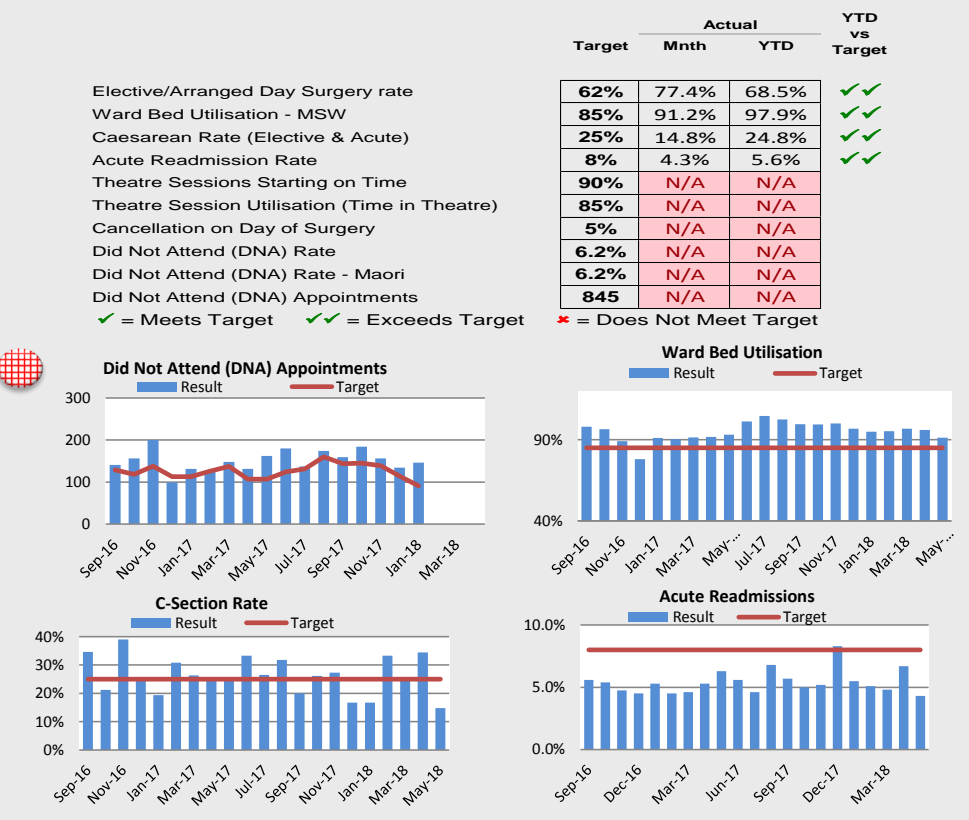 Actual
YTD
vs
Target
Target Mnth YTD
Elective/Arranged Day Surgery rate 62% 77.4% 68.5% ✓✓
Ward Bed Utilisation - MSW 85% 91.2% 97.9% ✓✓
Caesarean Rate (Elective & Acute) 25% 14.8% 24.8% ✓✓
Acute Readmission Rate 8% 4.3% 5.6% ✓✓
Theatre Sessions Starting on Time 90% N/A N/A
Theatre Session Utilisation (Time in Theatre) 85% N/A N/A
Cancellation on Day of Surgery 5% N/A N/A
Did Not Attend (DNA) Rate 6.2% N/A N/A
Did Not Attend (DNA) Rate - Maori 6.2% N/A N/A
Did Not Attend (DNA) Appointments 845 N/A N/A
✓ = Meets Target ✓✓ = Exceeds Target ✗ = Does Not Meet Target
Did Not Attend (DNA) Appointments
Result Target
300
200
100
0
Sep-16 Nov-16 Jan-17 Mar-17 May-17 Jul-17 Sep-17 Nov-17 Jan-18 Mar-18
Ward Bed Utilisation
Result Target
90%
40%
Sep-16 Nov-16 Jan-17 Mar-17 May-... Jul-17 Sep-17 Nov-17 Jan-18 Mar-18 May-...
C-Section Rate
Result Target
40%
30%
20%
10%
0%
Sep-16 Nov-16 Jan-17 Mar-17 May-17 Jul-17 Sep-17 Nov-17 Jan-18 Mar-18 May-18
Acute Readmissions
Result Target
10.0%
5.0%
0.0%
Sep-16 Dec-16 Mar-17 Jun-17 Sep-17 Dec-17 Mar-18